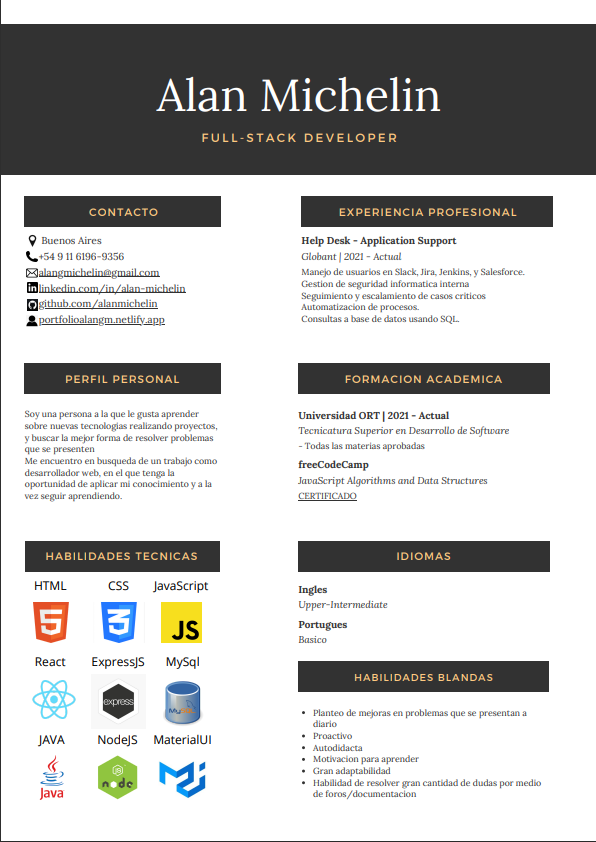 Alan Michelin
FULL-STACK DEVELOPER
CONTACTO
Buenos Aires
+54 9 11 6196-9356
alangmichelin@gmail.com
linkedin.com/in/alan-michelin
github.com/alanmichelin
portfolioalangm.netlify.app
PERFIL PERSONAL
Soy una persona a la que le gusta aprender
sobre nuevas tecnologias realizando proyectos,
y buscar la mejor forma de resolver problemas
que se presenten
Me encuentro en busqueda de un trabajo como
desarrollador web, en el que tenga la
oportunidad de aplicar mi conocimiento y a la
vez seguir aprendiendo.
HABILIDADES TECNICAS
HTML CSS JavaScript
5 3 JS
React ExpressJS MySql
express MySQL
JAVA NodeJS MaterialUI
Java node JS
EXPERIENCIA PROFESIONAL
Help Desk - Application Support
Globant | 2021 - Actual
Manejo de usuarios en Slack, Jira, Jenkins, y Salesforce.
Gestion de seguridad informatica interna
Seguimiento y escalamiento de casos criticos
Automatizacion de procesos.
Consultas a base de datos usando SQL.
FORMACION ACADEMICA
Universidad ORT | 2021 - Actual
Tecnicatura Superior en Desarrollo de Software
- Todas las materias aprobadas
freeCodeCamp
JavaScript Algorithms and Data Structures
CERTIFICADO
IDIOMAS
Ingles
Upper-Intermediate
Portugues
Basico
HABILIDADES BLANDAS
• Planteo de mejoras en problemas que se presentan a
diario
• Proactivo
• Autodidacta
• Motivacion para aprender
• Gran adaptabilidad
• Habilidad de resolver gran cantidad de dudas por medio
de foros/documentacion